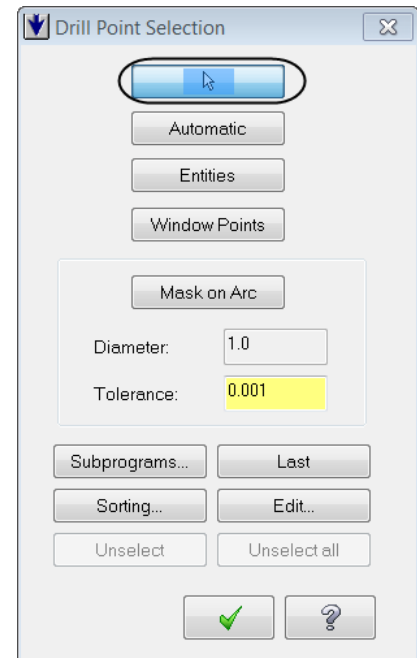 Drill Point Selection
Automatic
Entities
Window Points
Mask on Arc
Diameter: 1.0
Tolerance: 0.001
Subprograms... Last
Sorting... Edit...
Unselect Unselect all